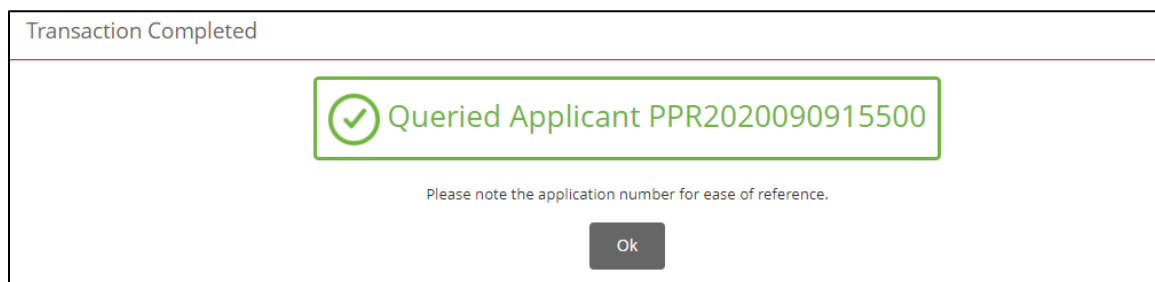 Transaction Completed
Queried Applicant PPR2020090915500
Please note the application number for ease of reference.
Ok